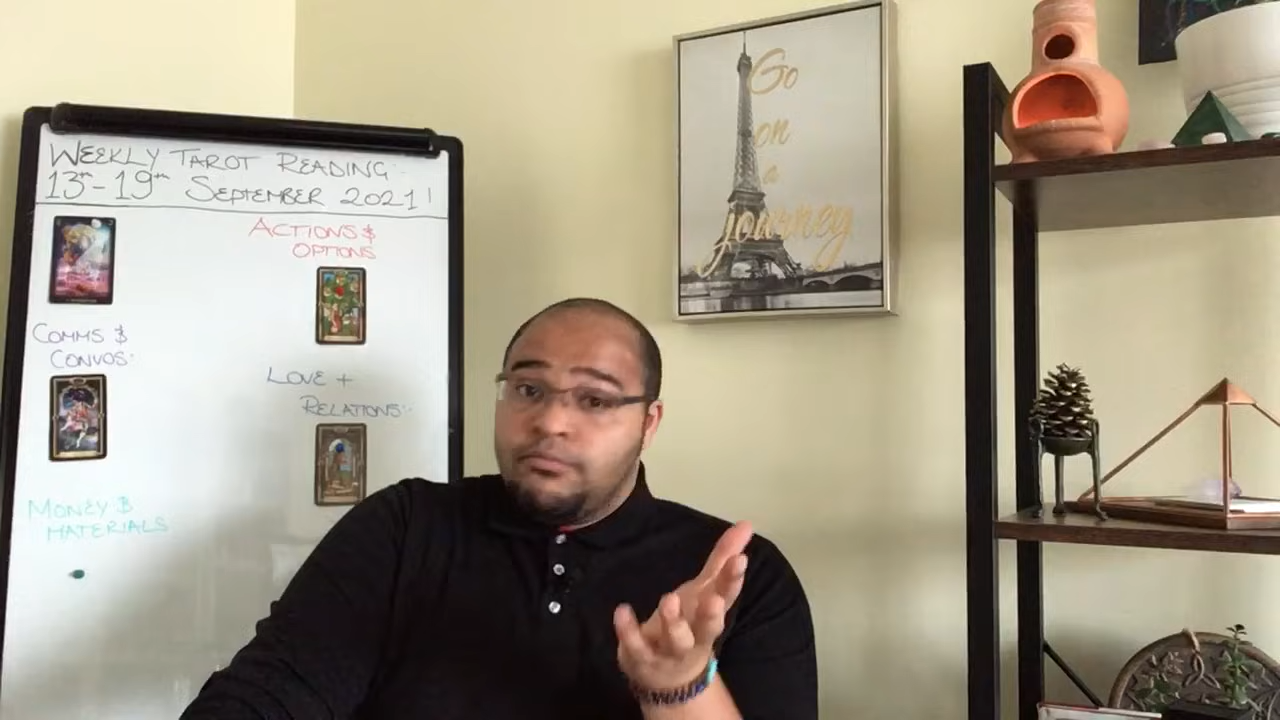 WEEKLY TAROT READING:
13TH - 19TH SEPTEMBER 2021!
ACTIONS &
OPTIONS
COMMS &
CONVOS:
LOVE +
RELATIONS:
MONEY &
MATERIALS
Go
on
a
journey